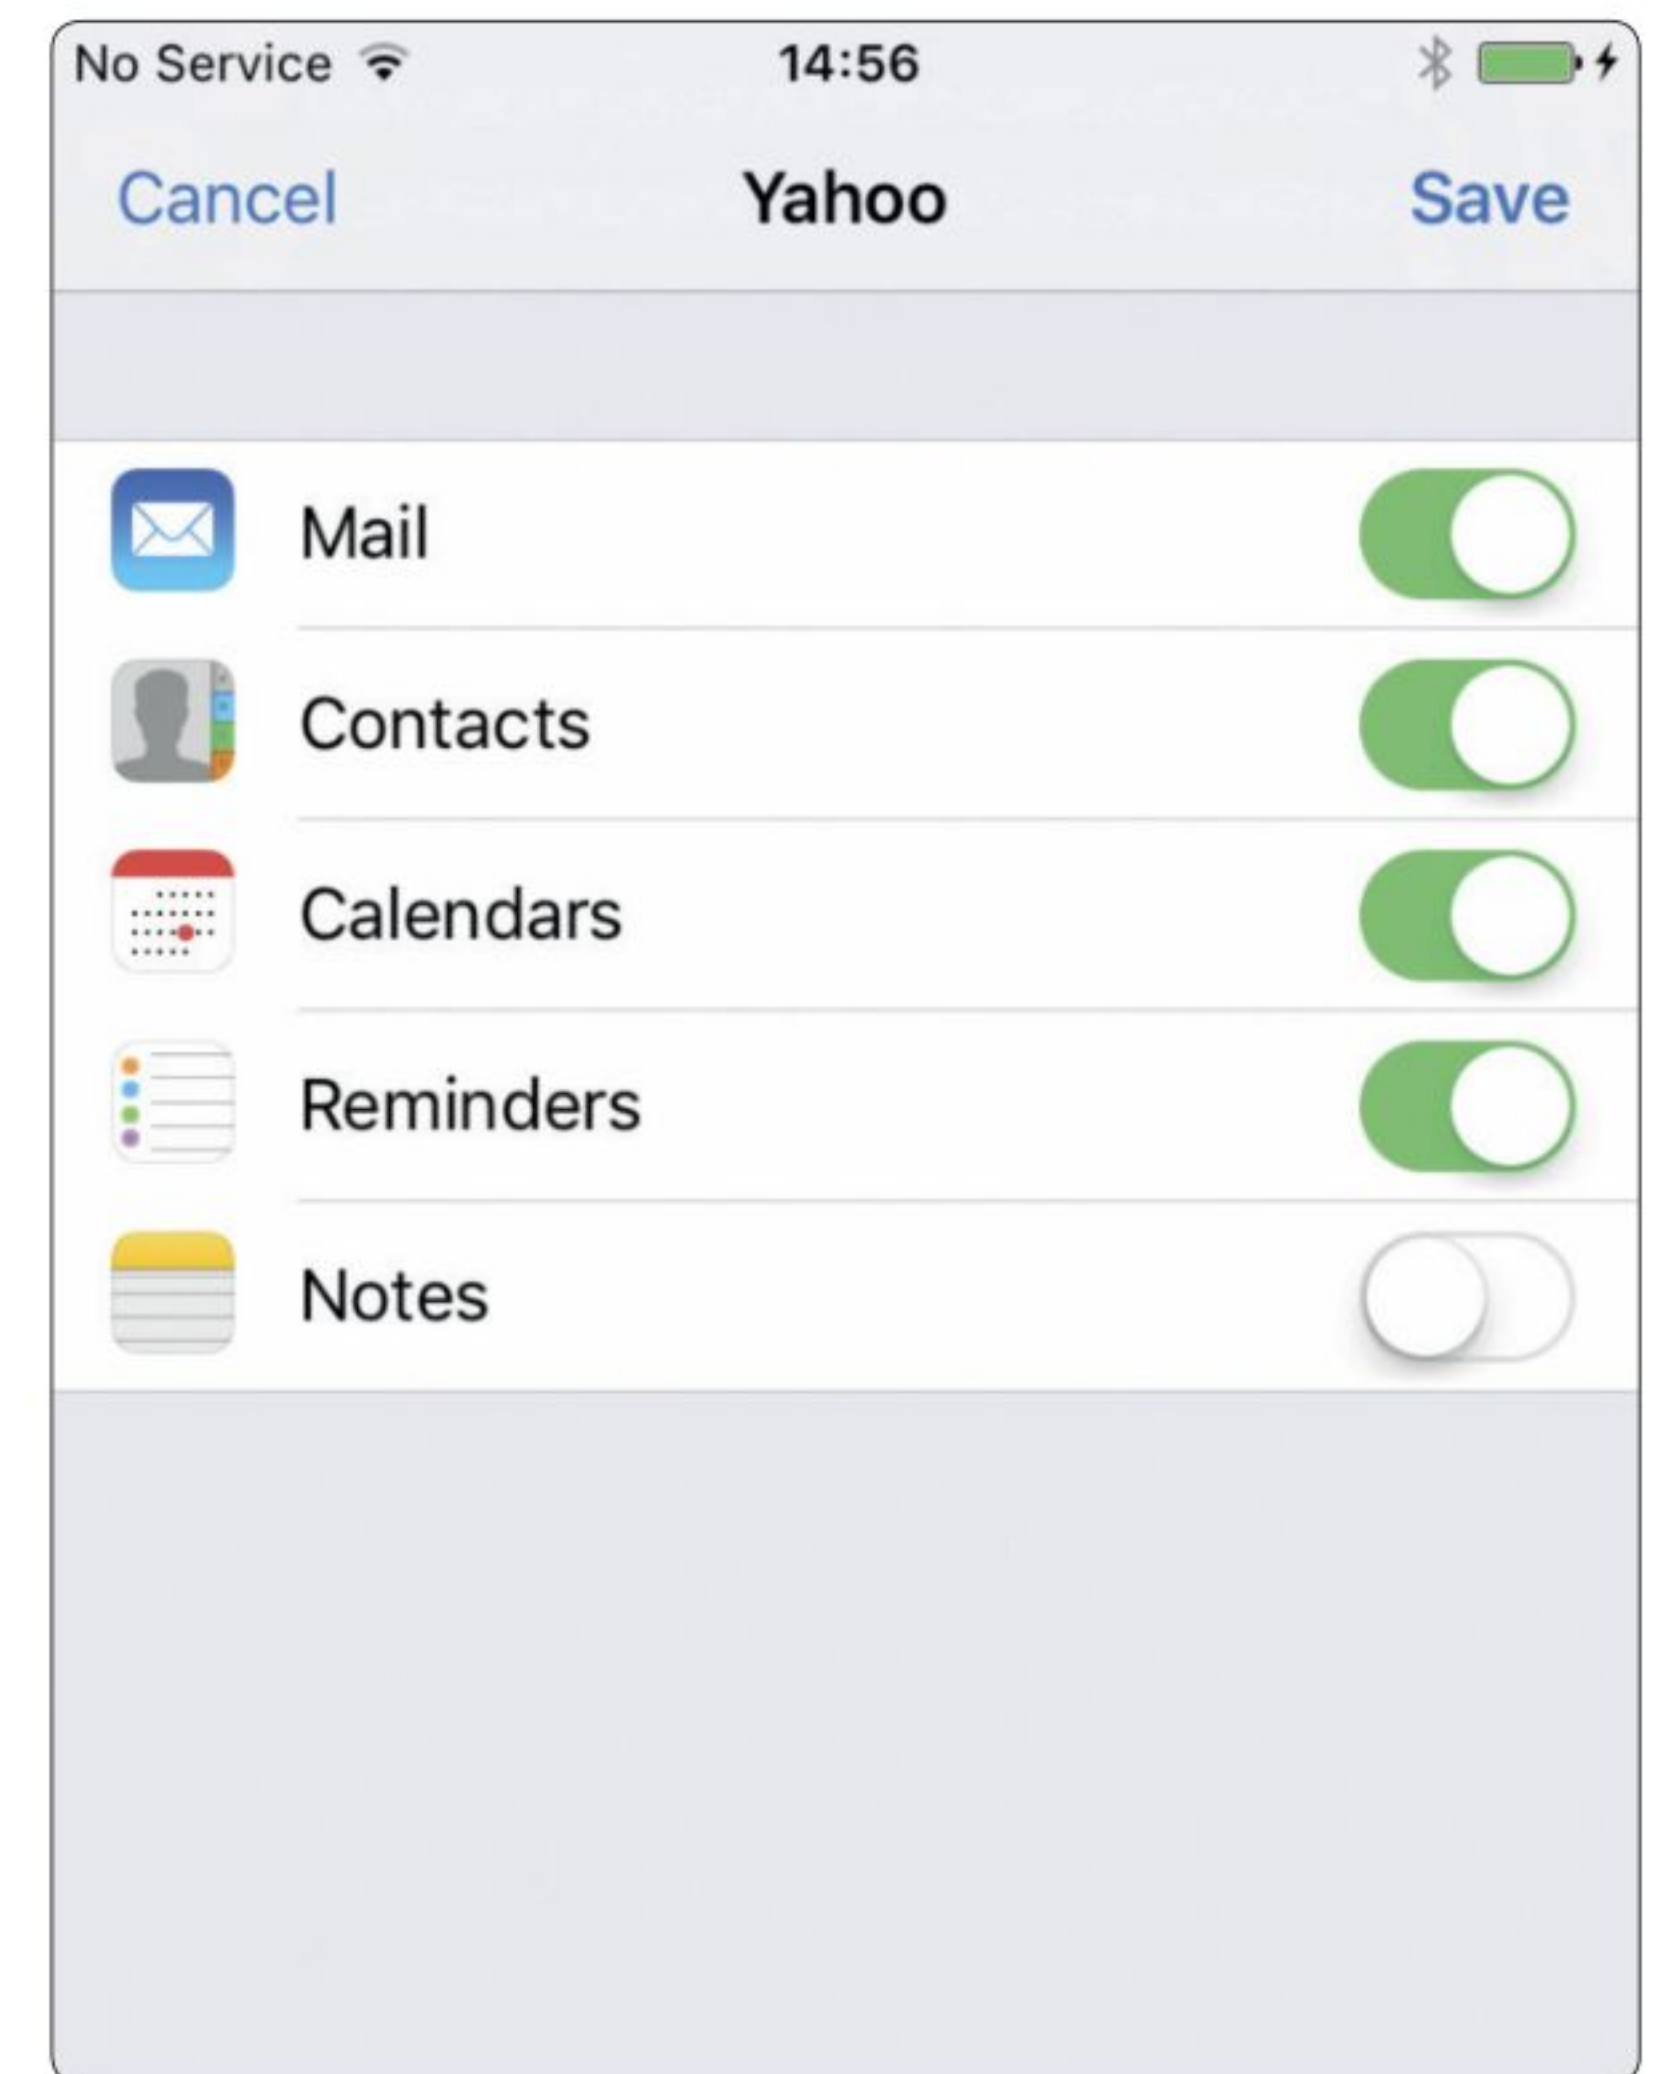 No Service 14:56
Cancel Yahoo Save
Mail
Contacts
Calendars
Reminders
Notes